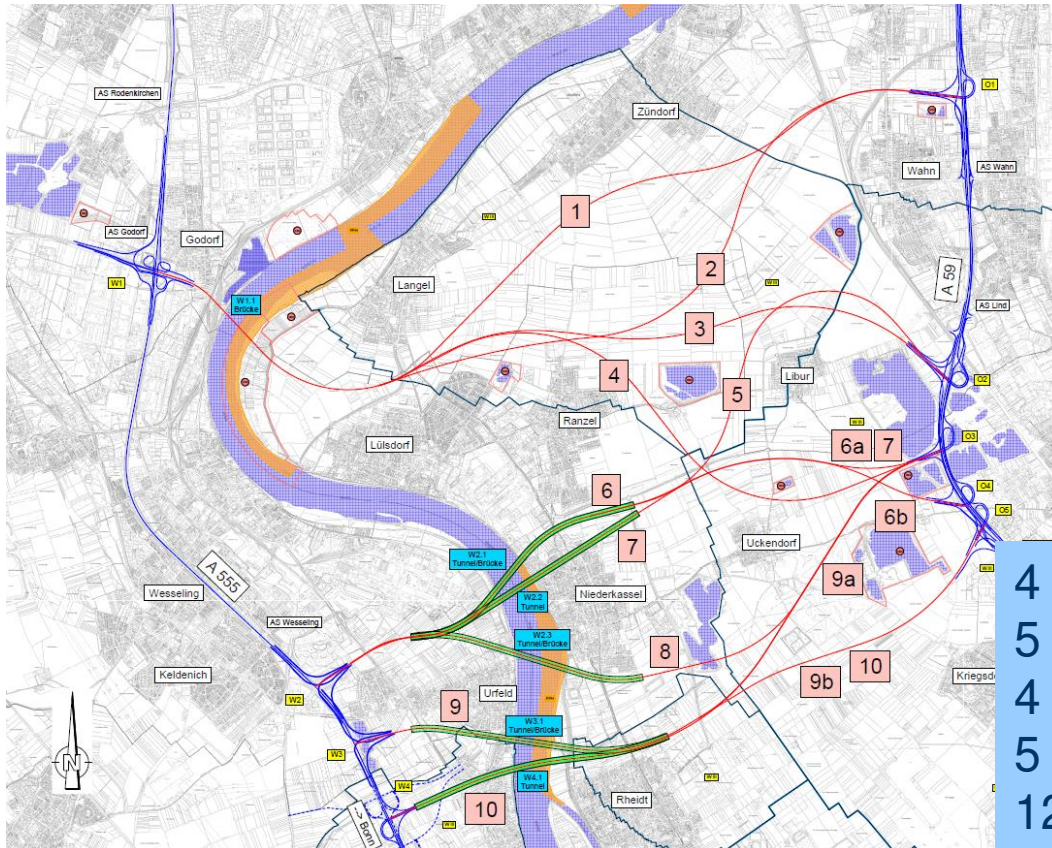 AS Rodenkirchen
O1
Zündorf
Wahn
AS Wahn
1
AS Godorf
Godorf
W1
W1.1
Brücke
Langel
2
A 59
3
AS Lind
4
5
Libur
O2
Ranzel
Lülsdorf
6a
7
O3
O4
6
6b
O5
7
Uckendorf
W2.1
Tunnel/Brücke
A 555
Wesseling
W2.2
Tunnel
Niederkassel
9a
AS Wesseling
W2.3
Tunnel/Brücke
8
Keldenich
W2
Urfeld
9
9b
10
Kriegsd
W3.1
Tunnel/Brücke
W3
N
W4
W4.1
Tunnel
Rheidt
10
-> Bonn
4
5
4
5
12